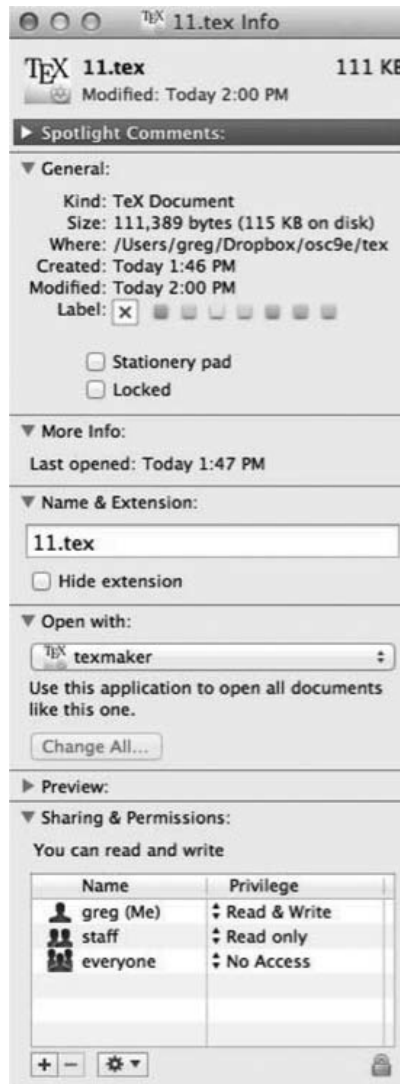 TEX 11.tex Info
TEX 11.tex 111 KB
Modified: Today 2:00 PM
Spotlight Comments:
General:
Kind: TeX Document
Size: 111,389 bytes (115 KB on disk)
Where: /Users/greg/Dropbox/osc9e/tex
Created: Today 1:46 PM
Modified: Today 2:00 PM
Label:
Stationery pad
Locked
More Info:
Last opened: Today 1:47 PM
Name & Extension:
11.tex
Hide extension
Open with:
TEX texmaker
Use this application to open all documents
like this one.
Change All...
Preview:
Sharing & Permissions:
You can read and write
Name Privilege
greg (Me) Read & Write
staff Read only
everyone No Access